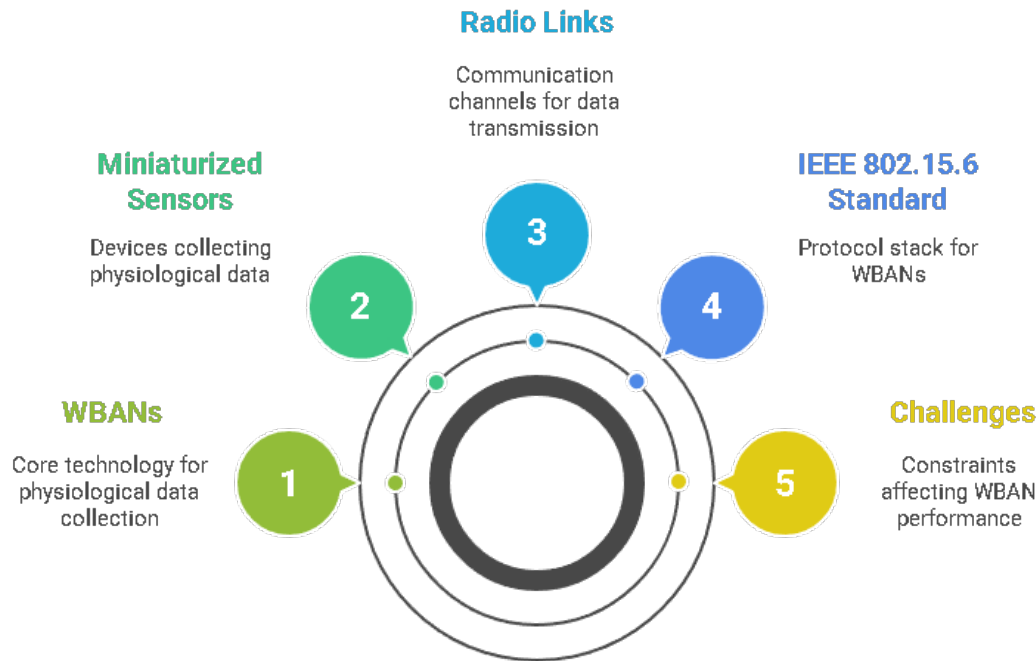 Radio Links
Communication
channels for data
transmission
Miniaturized
Sensors
Devices collecting
physiological data
IEEE 802.15.6
Standard
Protocol stack for
WBANs
3
2
4
WBANs
Core technology for
physiological data
collection
1
5
Challenges
Constraints
affecting WBAN
performance